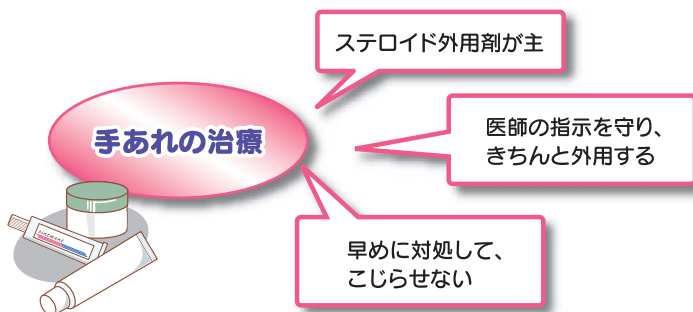 ステロイド外用剤が主
手あれの治療
医師の指示を守り、
きちんと外用する
早めに対処して、
こじらせない
ointment